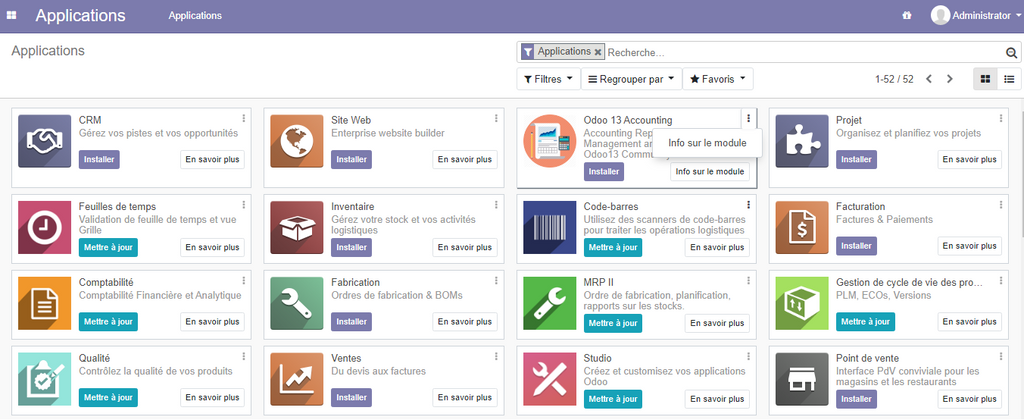 Applications
Applications
Administrator
Applications
Applications
Recherche...
Filtres
Regrouper par
Favoris
1-52 / 52
CRM
Gérez vos pistes et vos opportunités
Installer
En savoir plus
Site Web
Enterprise website builder
Installer
En savoir plus
Odoo 13 Accounting
Accounting Rep
Management an
Odoo13 Comm
Info sur le module
Installer
Info sur le module
Projet
Organisez et planifiez vos projets
Installer
En savoir plus
Feuilles de temps
Validation de feuille de temps et vue
Grille
Mettre à jour
En savoir plus
Inventaire
Gérez votre stock et vos activités
logistiques
Installer
En savoir plus
Code-barres
Utilisez des scanners de code-barres
pour traiter les opérations logistiques
Mettre à jour
En savoir plus
Facturation
Factures & Paiements
Installer
En savoir plus
Comptabilité
Comptabilité Financière et Analytique
Mettre à jour
En savoir plus
Fabrication
Ordres de fabrication & BOMs
Installer
En savoir plus
MRP II
Ordre de fabrication, planification,
rapports sur les stocks.
Mettre à jour
En savoir plus
Gestion de cycle de vie des pro...
PLM, ECOs, Versions
Mettre à jour
En savoir plus
Qualité
Contrôlez la qualité de vos produits
Mettre à jour
En savoir plus
Ventes
Du devis aux factures
Installer
En savoir plus
Studio
Créez et customisez vos applications
Odoo
Mettre à jour
En savoir plus
Point de vente
Interface PdV conviviale pour les
magasins et les restaurants
Installer
En savoir plus